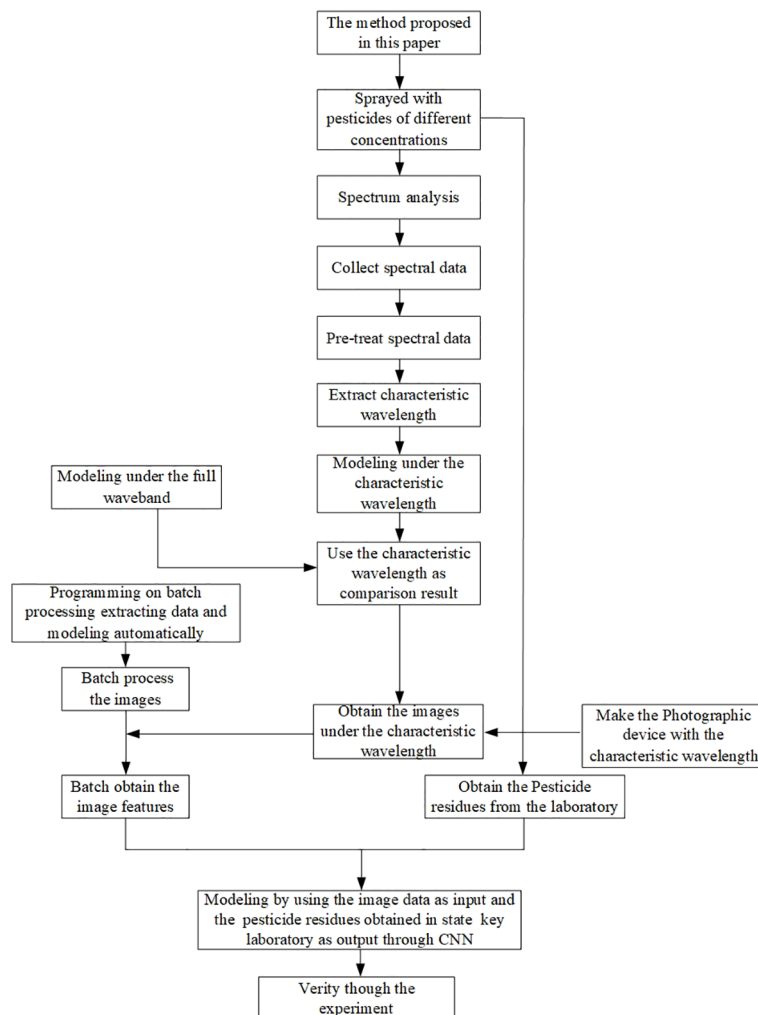 The method proposed
in this paper
Sprayed with
pesticides of different
concentrations
Spectrum analysis
Collect spectral data
Pre-treat spectral data
Extract characteristic
wavelength
Modeling under the
characteristic
wavelength
Modeling under the full
waveband
Use the characteristic
wavelength as
comparison result
Programming on batch
processing extracting data and
modeling automatically
Batch process
the images
Obtain the images
under the characteristic
wavelength
Make the Photographic
device with the
characteristic wavelength
Batch obtain the
image features
Obtain the Pesticide
residues from the laboratory
Modeling by using the image data as input and
the pesticide residues obtained in state key
laboratory as output through CNN
Verity though the
experiment